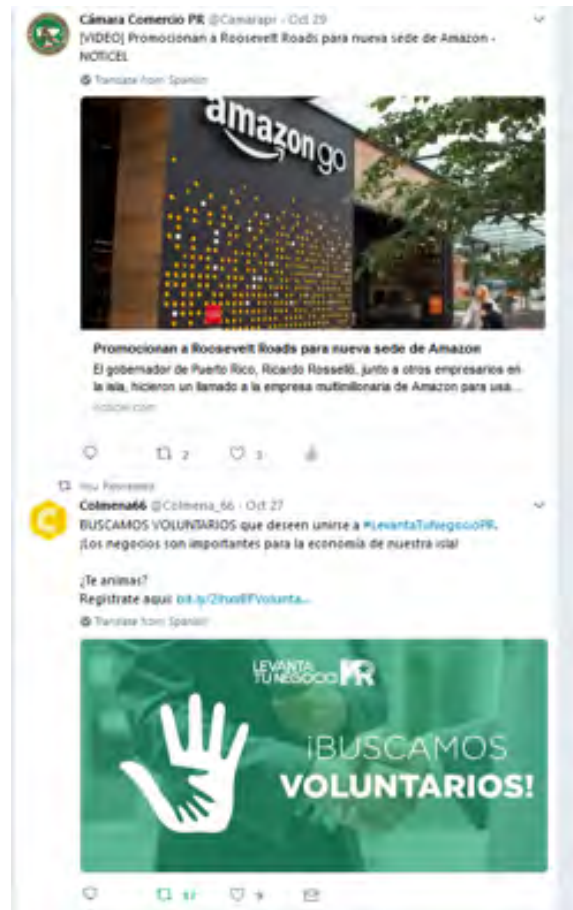 Cámara Comercio PR @Camarapr · Oct 29
[VIDEO] Promocionan a Roosevelt Roads para nueva sede de Amazon -
NOTICEL
Translate from Spanish
amazon go
Promocionan a Roosevelt Roads para nueva sede de Amazon
El gobernador de Puerto Rico, Ricardo Rosselló, junto a otros empresarios en
la isla, hicieron un llamado a la empresa multimillonaria de Amazon para usa...
noticel.com
2 3
You Retweeted
Colmena66 @Colmena_66 · Oct 27
BUSCAMOS VOLUNTARIOS que deseen unirse a #LevantaTuNegocioPR.
¡Los negocios son importantes para la economía de nuestra isla!
¿Te animas?
Regístrate aquí:
Translate from Spanish
LEVANTA
TU NEGOCIO PR
¡BUSCAMOS
VOLUNTARIOS!
17 9